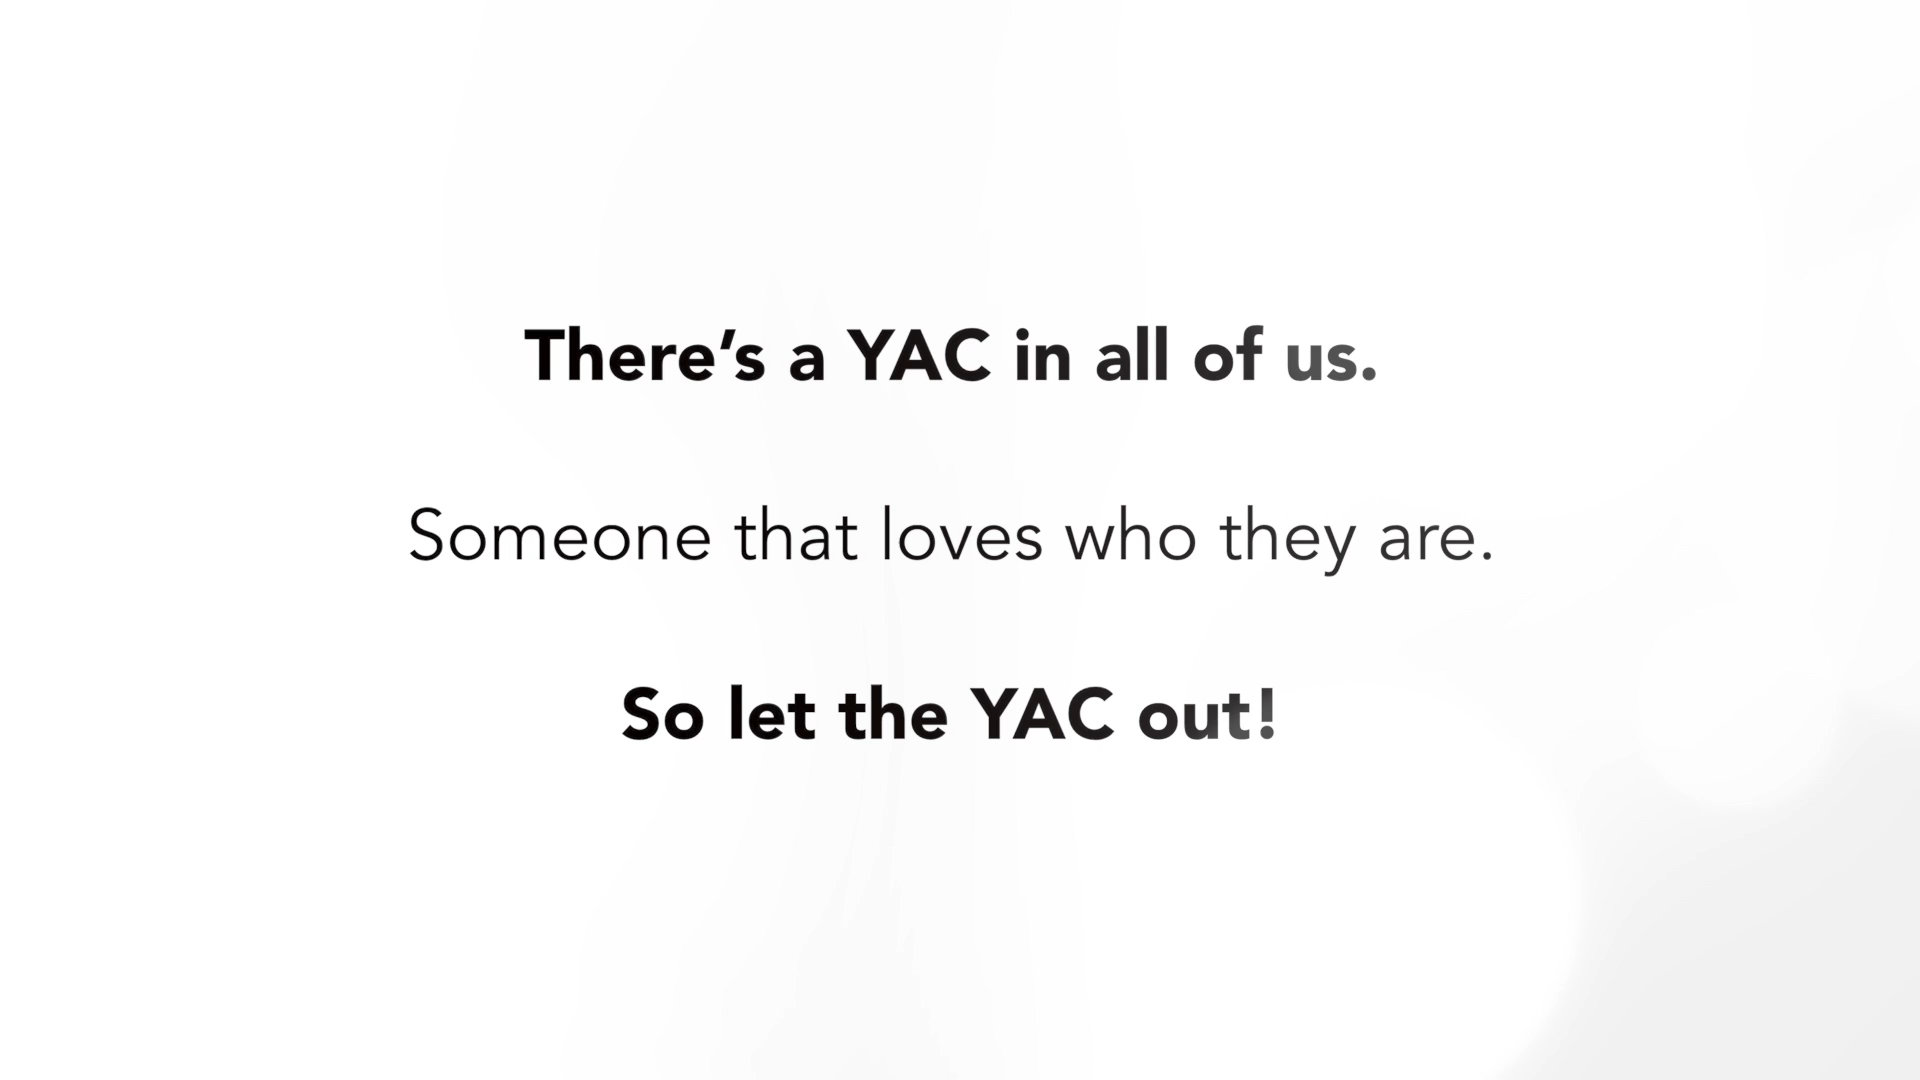 There’s a YAC in all of us.
Someone that loves who they are.
So let the YAC out!